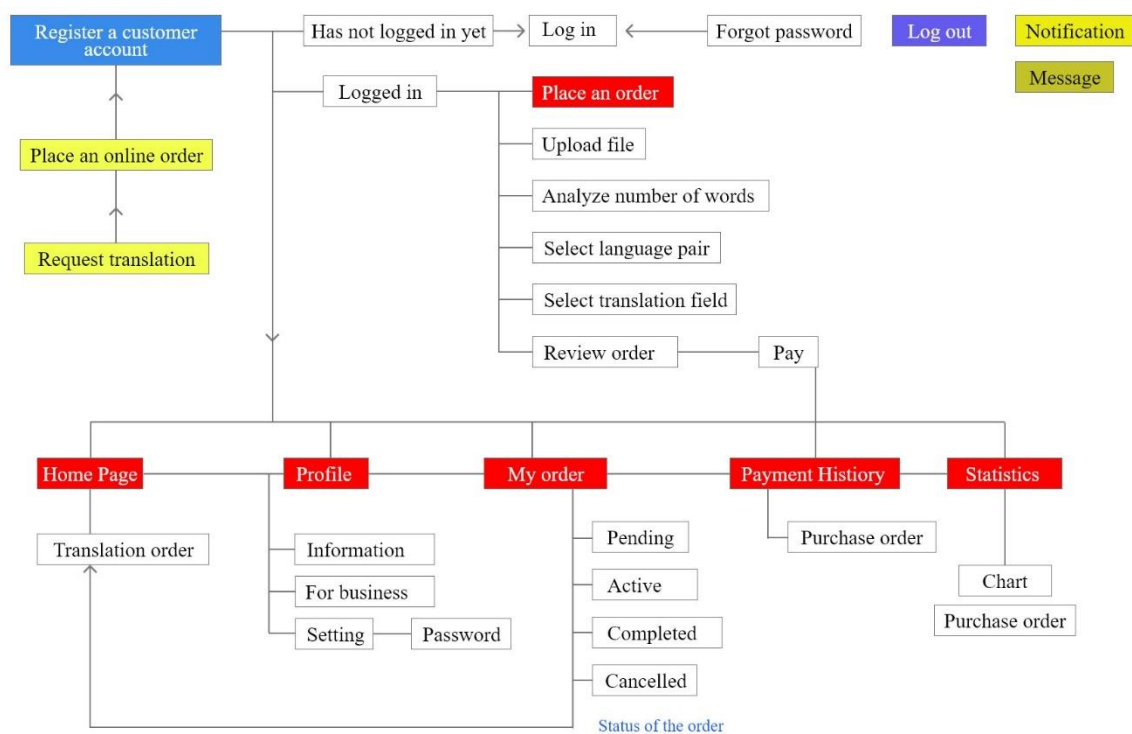 Register a customer
account
Has not logged in yet
Log in
Forgot password
Log out
Notification
Message
Logged in
Place an order
Upload file
Place an online order
Analyze number of words
Select language pair
Request translation
Select translation field
Review order
Pay
Home Page
Profile
My order
Payment Histiory
Statistics
Translation order
Information
For business
Setting
Password
Pending
Active
Completed
Cancelled
Purchase order
Chart
Purchase order
Status of the order